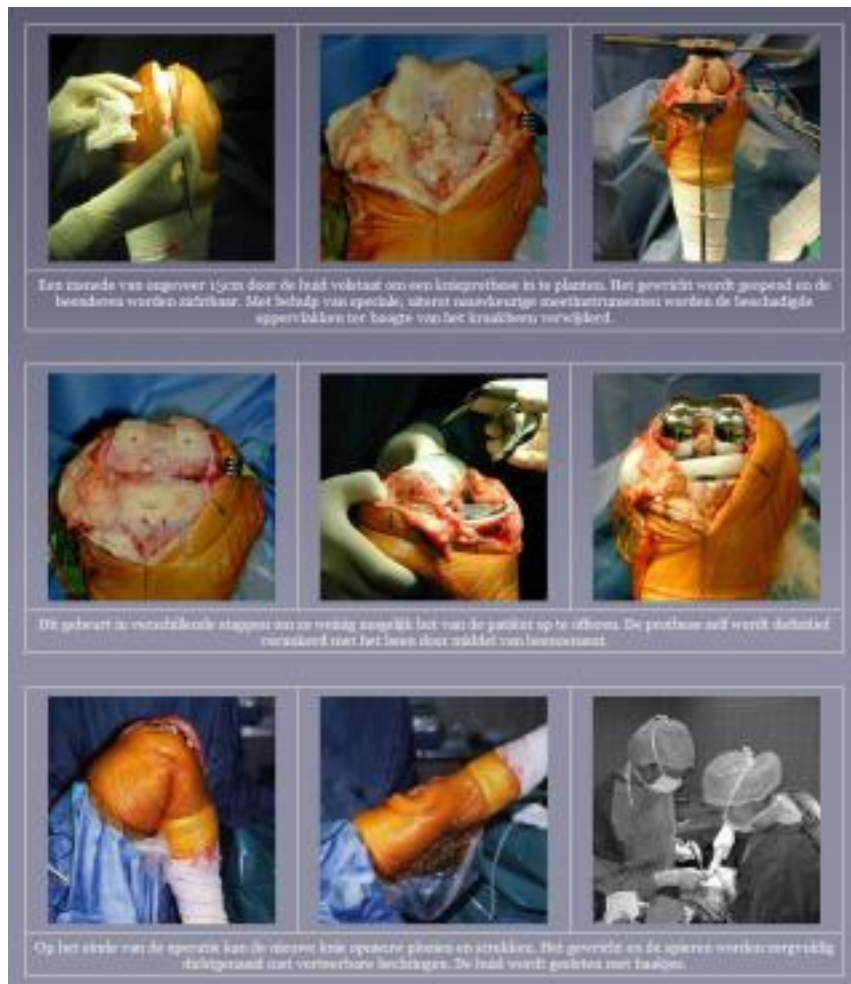 Een insnede van ongeveer 15cm door de huid volstaat om een knieprothese in te planten. Het gewricht wordt geopend en de
beenderen worden zichtbaar. Met behulp van speciale, uiterst nauwkeurige meetinstrumenten worden de beschadigde
oppervlakken ter hoogte van het kraakbeen verwijderd.
Dit gebeurt in verschillende stappen om zo weinig mogelijk bot van de patiënt op te offeren. De prothese zelf wordt definitief
verankerd met het been door middel van beencement.
Op het einde van de operatie kan de nieuwe knie opnieuw plooien en strekken. Het gewricht en de spieren worden zorgvuldig
dichtgenaaid met verteerbare hechtingen. De huid wordt gesloten met haakjes.